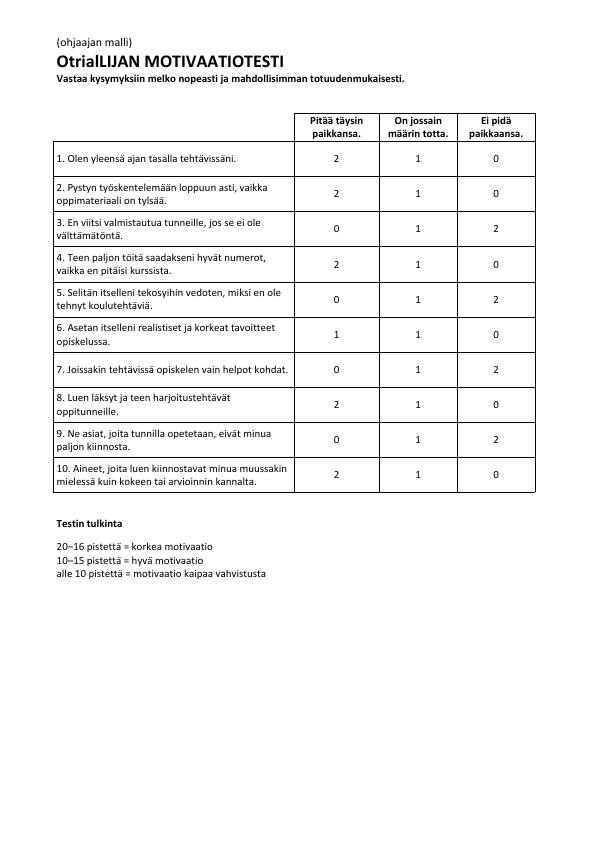 (ohjaajan malli)
OtrialLIJAN MOTIVAATIOTESTI
Vastaa kysymyksiin melko nopeasti ja mahdollisimman totuudenmukaisesti.
Pitää täysin On jossain Ei pidä
paikkansa. määrin totta. paikkaansa.
1. Olen yleensä ajan tasalla tehtävissäni. 2 1 0
2. Pystyn työskentelemään loppuun asti, vaikka
oppimateriaali on tylsää. 2 1 0
3. En viitsi valmistautua tunneille, jos se ei ole
välttämätöntä. 0 1 2
4. Teen paljon töitä saadakseni hyvät numerot,
vaikka en pitäisi kurssista. 2 1 0
5. Selitän itselleni tekosyihin vedoten, miksi en ole
tehnyt koulutehtäviä. 0 1 2
6. Asetan itselleni realistiset ja korkeat tavoitteet
opiskelussa. 1 1 0
7. Joissakin tehtävissä opiskelen vain helpot kohdat. 0 1 2
8. Luen läksyt ja teen harjoitustehtävät
oppitunneille. 2 1 0
9. Ne asiat, joita tunnilla opetetaan, eivät minua
paljon kiinnosta. 0 1 2
10. Aineet, joita luen kiinnostavat minua muussakin
mielessä kuin kokeen tai arvioinnin kannalta. 2 1 0
Testin tulkinta
20–16 pistettä = korkea motivaatio
10–15 pistettä = hyvä motivaatio
alle 10 pistettä = motivaatio kaipaa vahvistusta